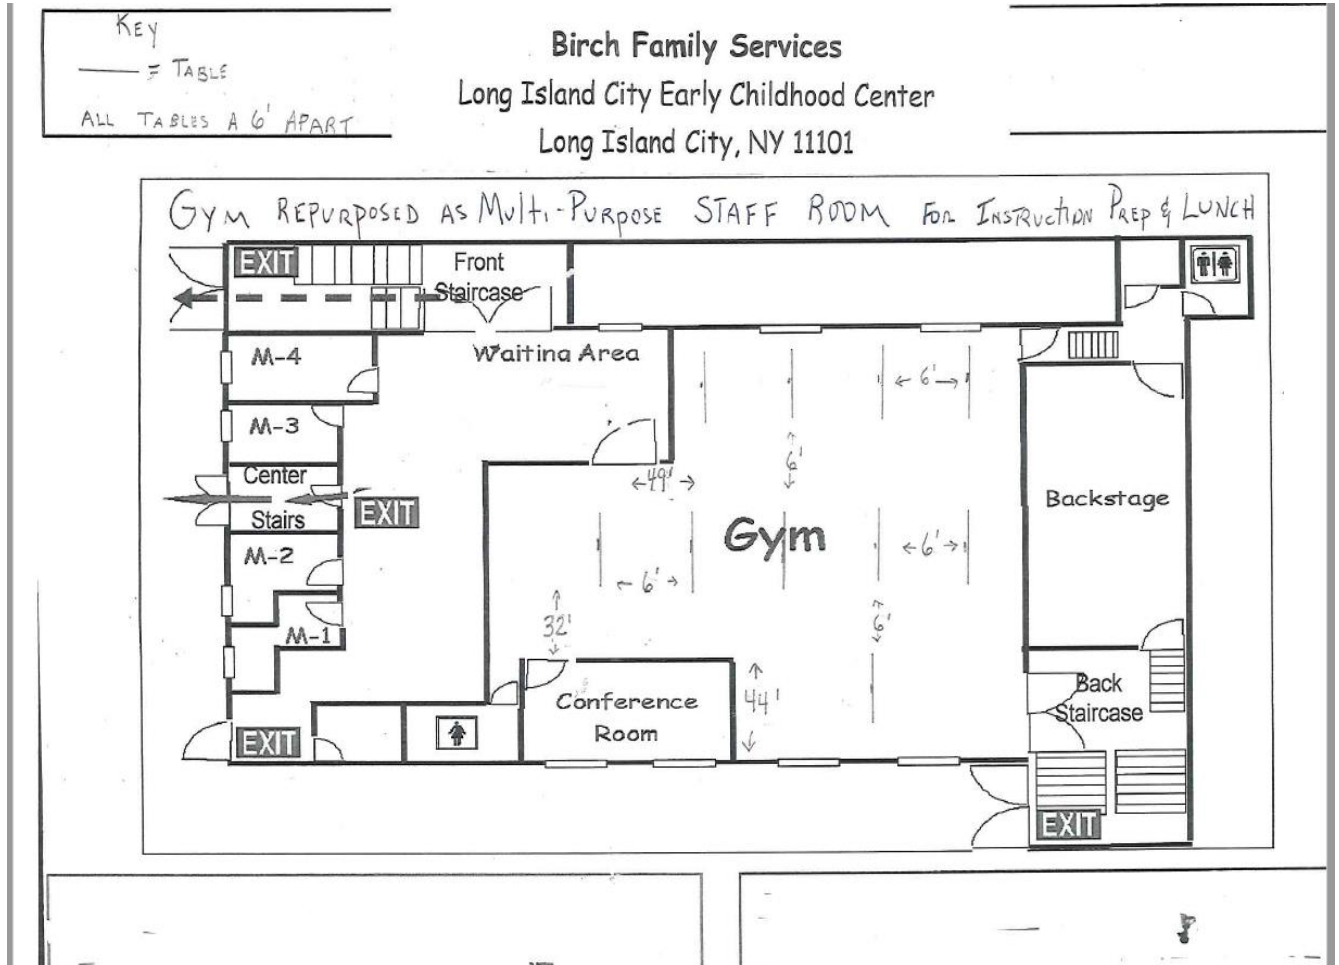 KEY
— = TABLE
ALL TABLES A 6' APART
Birch Family Services
Long Island City Early Childhood Center
Long Island City, NY 11101
GYM REPURPOSED AS Multi-PURPOSE STAFF ROOM FOR INSTRUCTION PREP & LUNCH
EXIT
Front
Staircase
M-4
Waiting Area
← 6' →
M-3
6'
Center
Stairs
←49'→
EXIT
Gym
Backstage
M-2
← 6' →
← 6' →
M-1
32'
6'
Conference
Room
44'
Back
Staircase
EXIT
EXIT